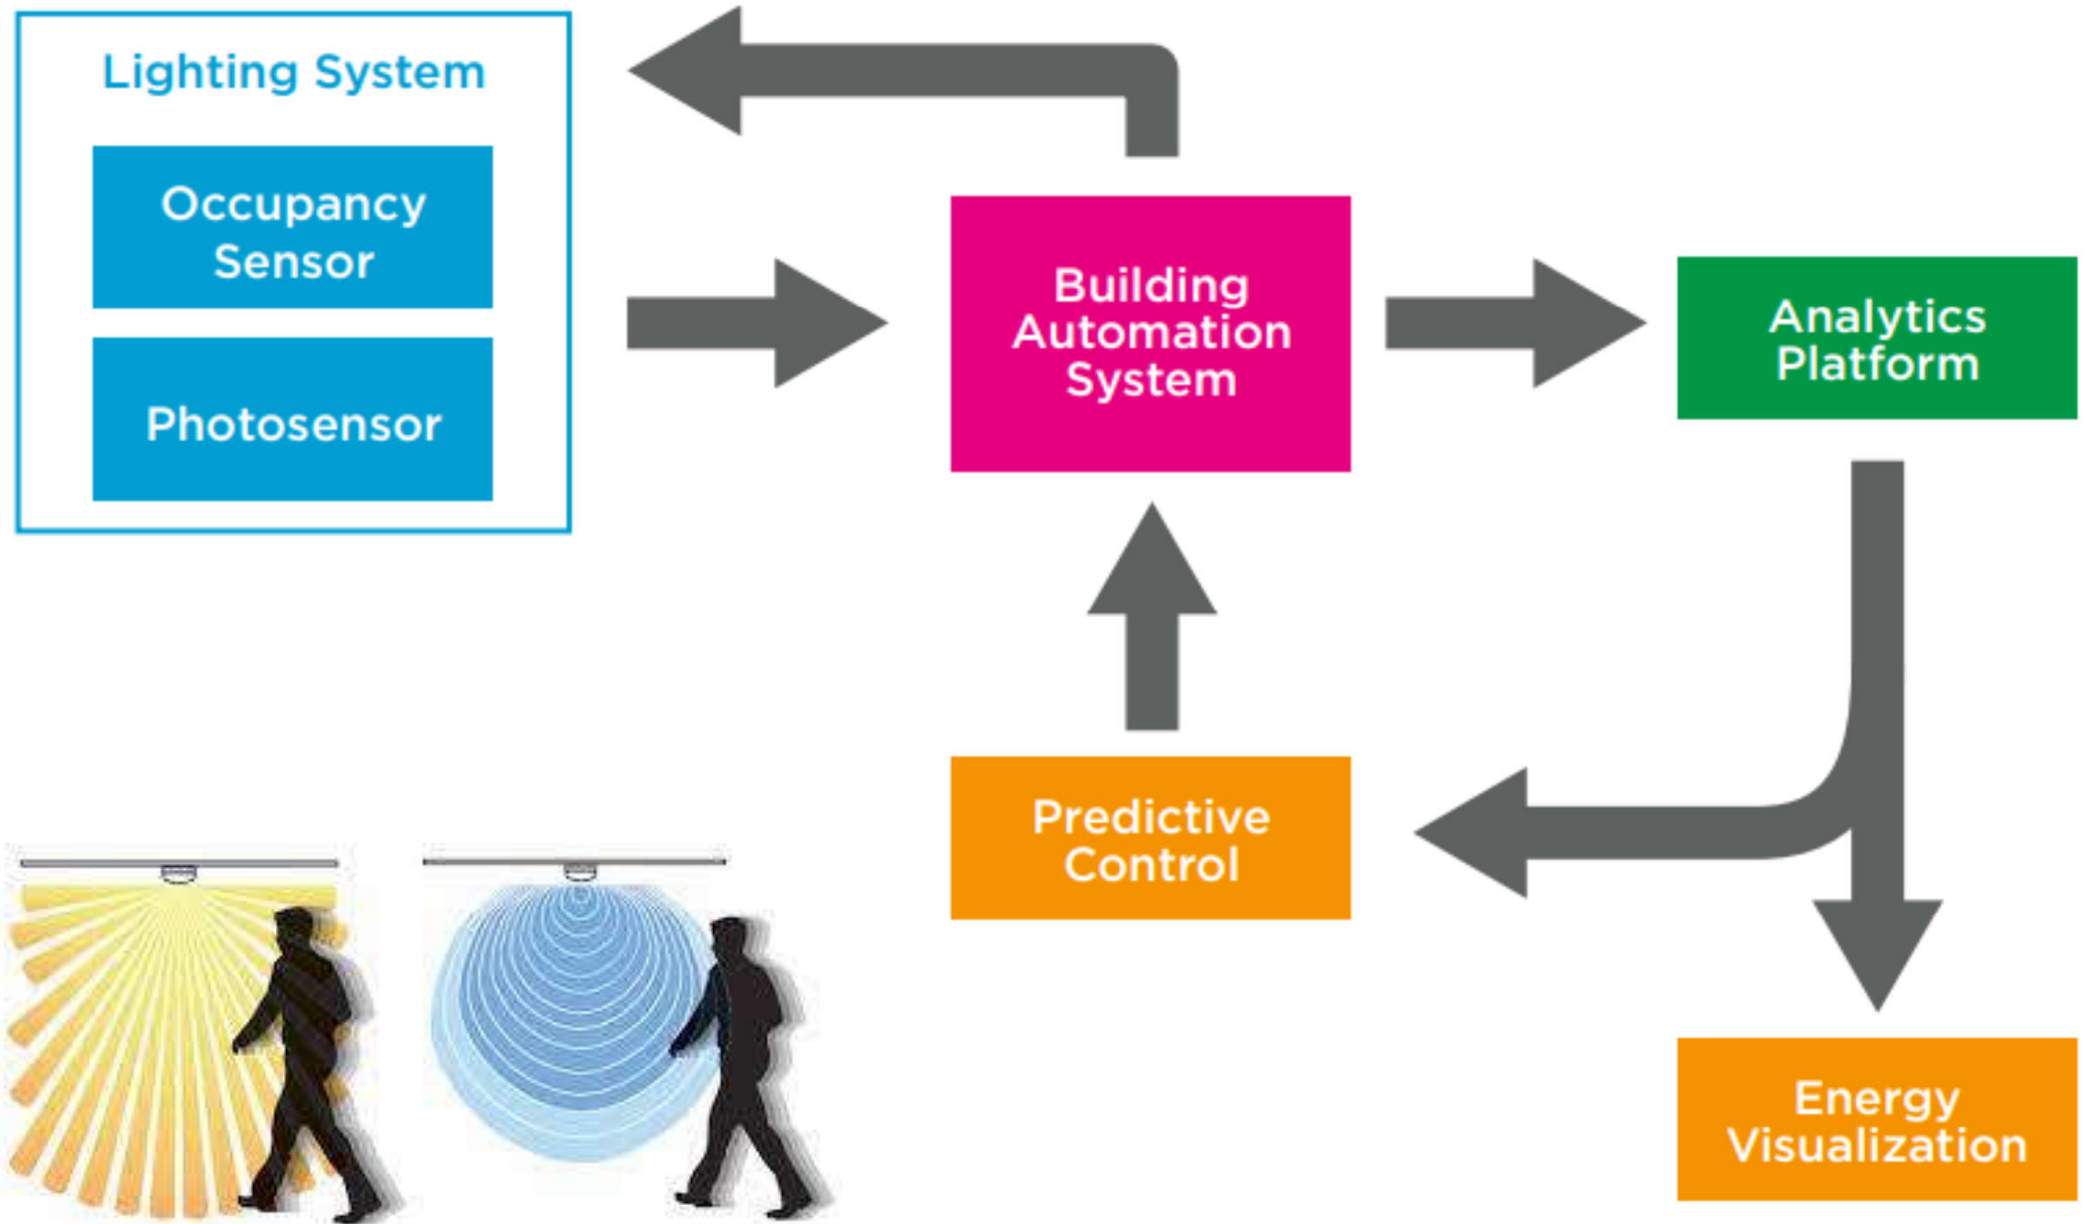 Lighting System
Occupancy
Sensor
Photosensor
Building
Automation
System
Analytics
Platform
Predictive
Control
Energy
Visualization